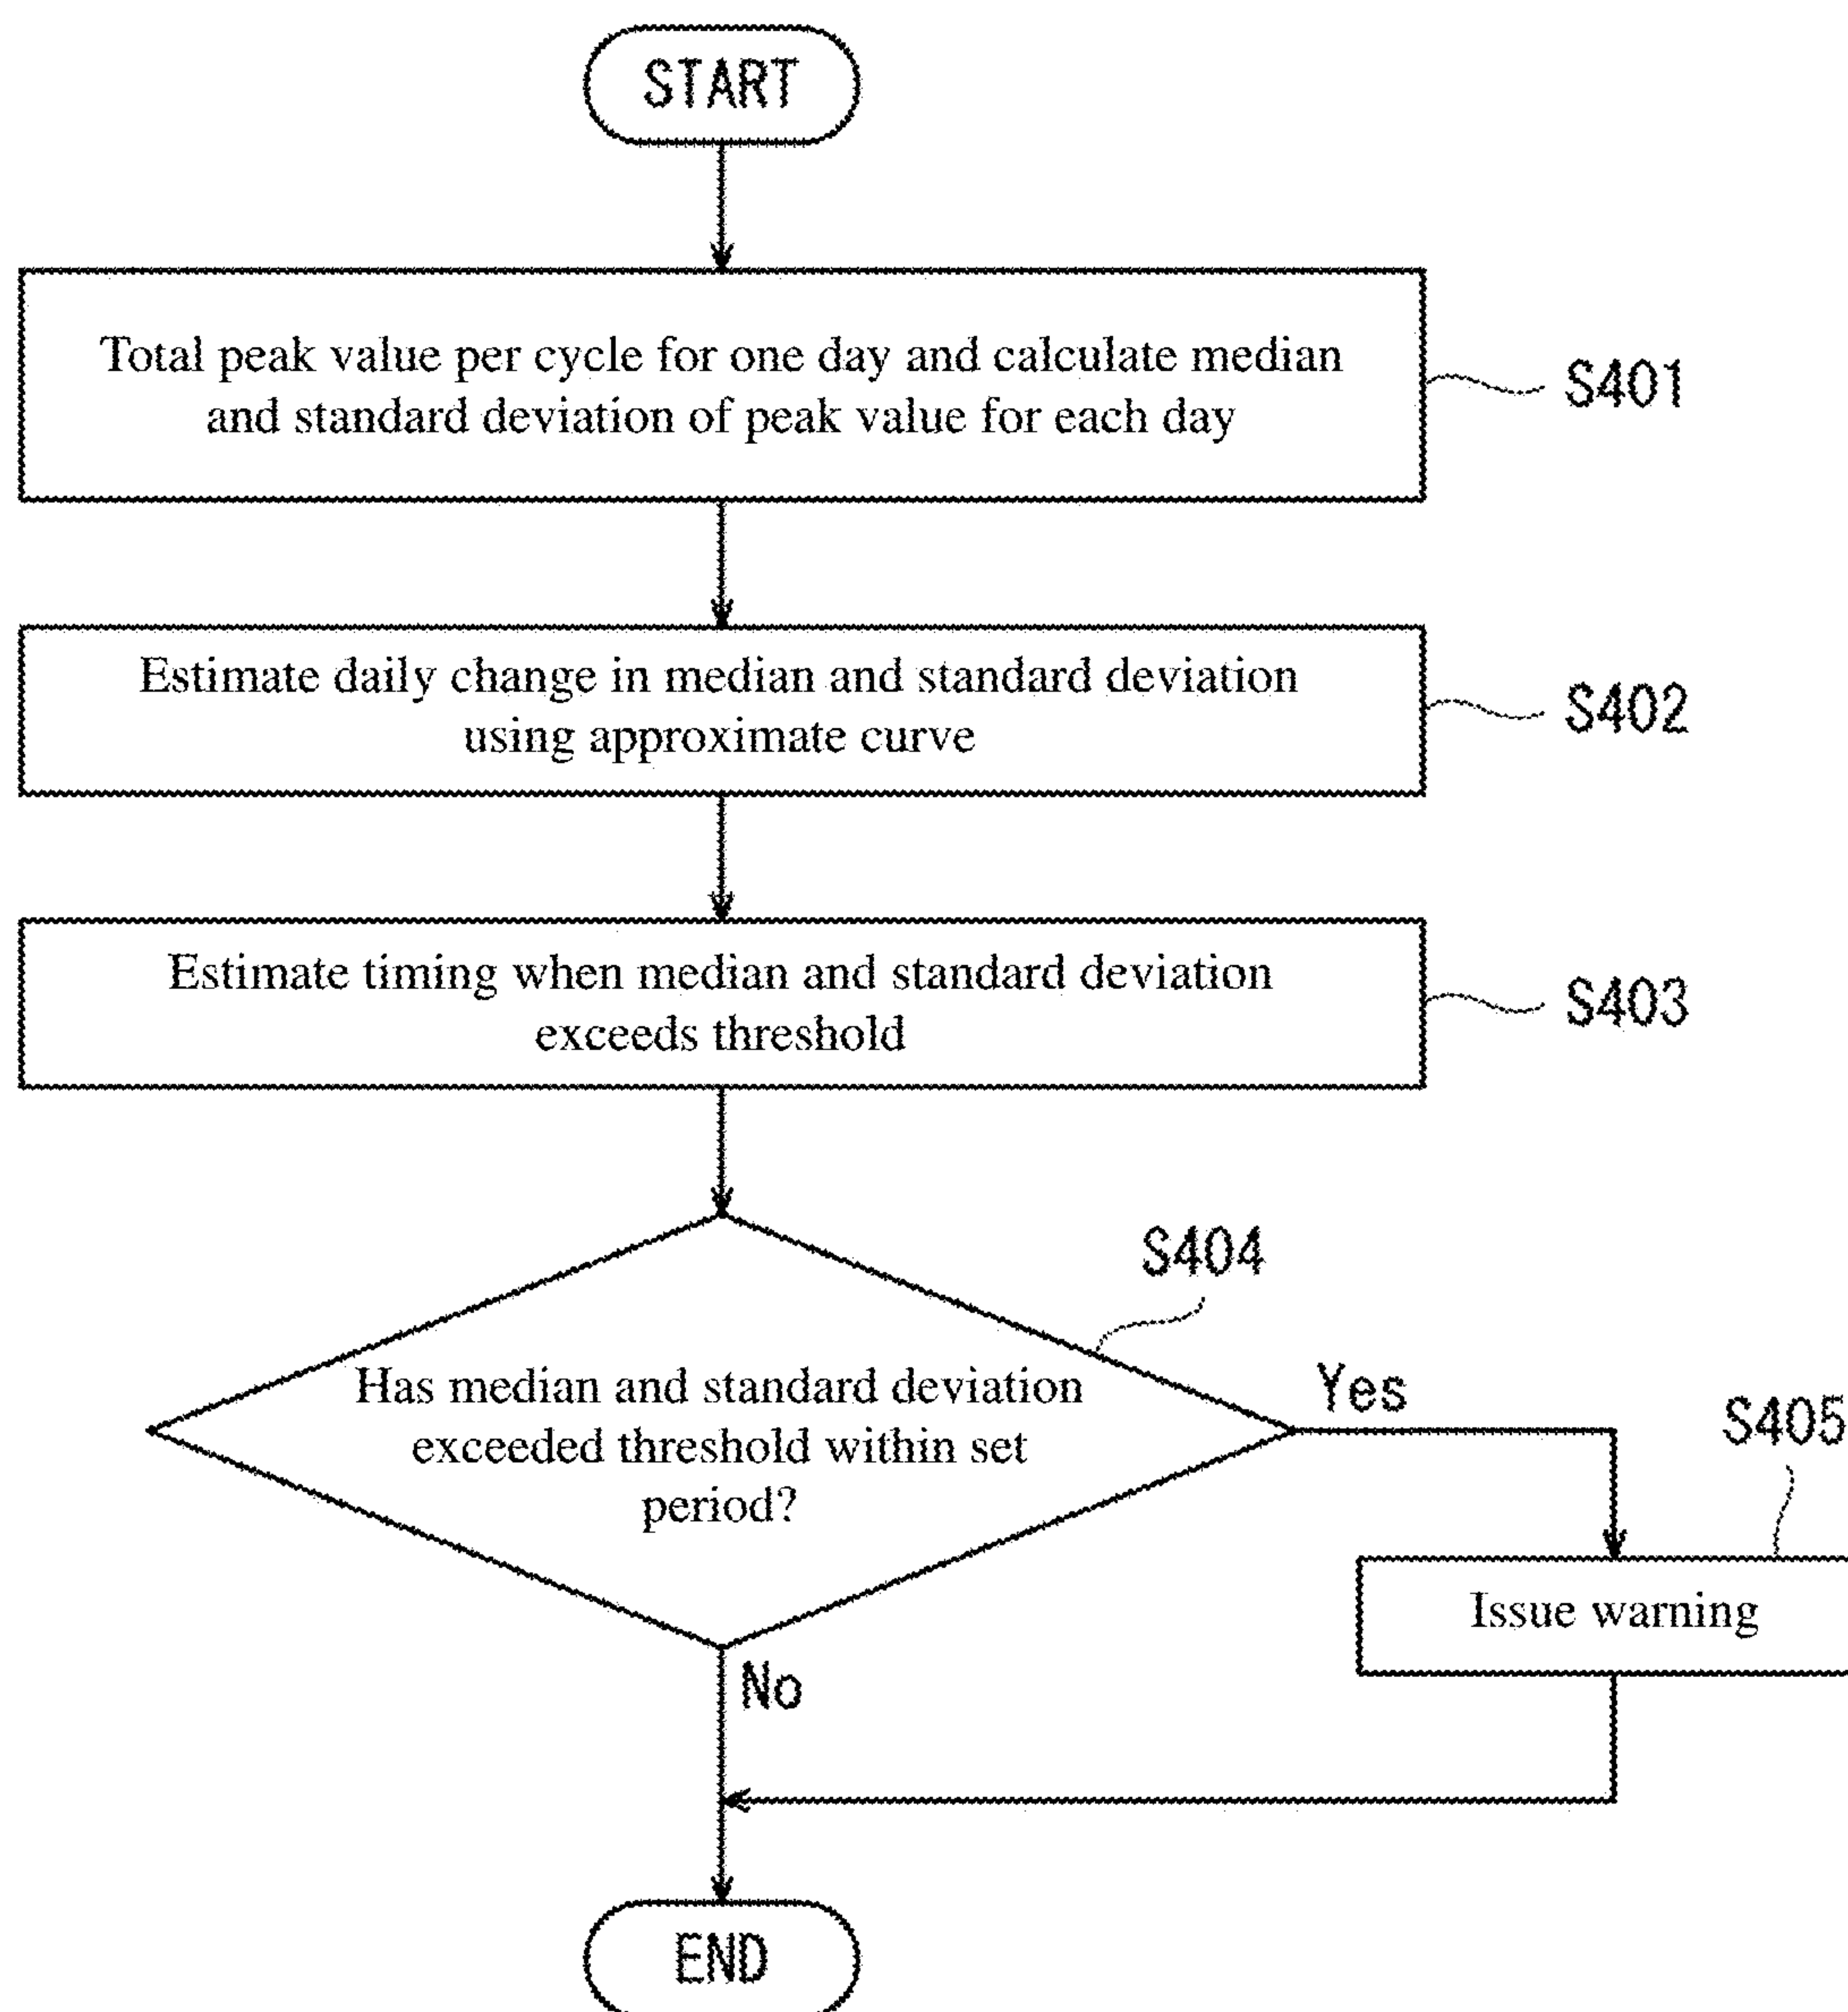 START
Total peak value per cycle for one day and calculate median
and standard deviation of peak value for each day
S401
Estimate daily change in median and standard deviation
using approximate curve
S402
Estimate timing when median and standard deviation
exceeds threshold
S403
S404
Has median and standard deviation
exceeded threshold within set
period?
Yes
S405
Issue warning
No
END